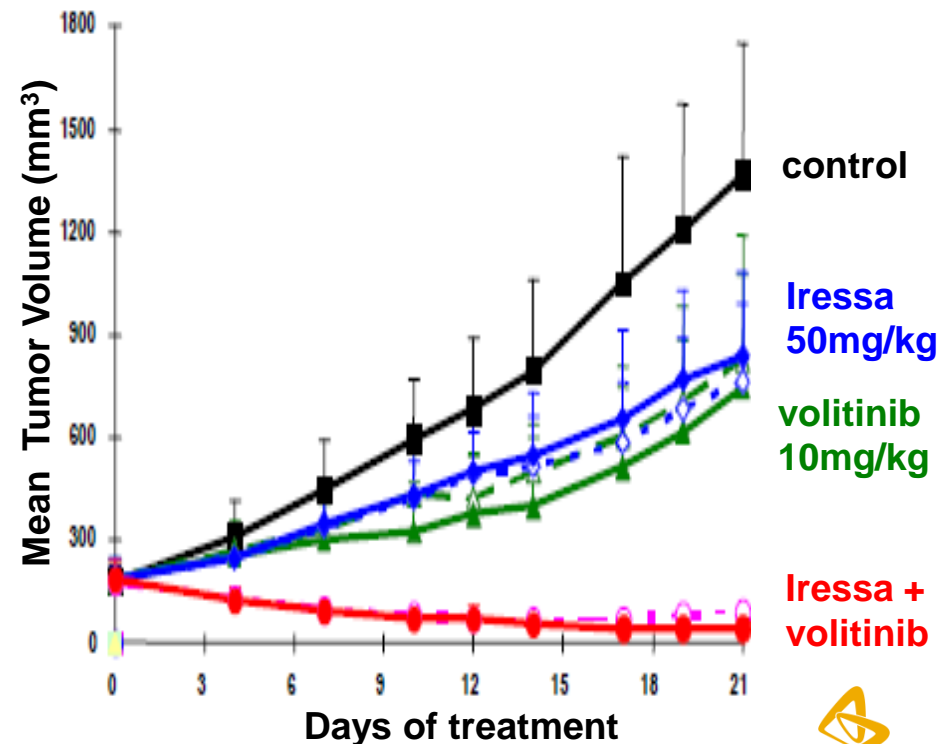 1800
1500
1200
900
600
300
0
Mean Tumor Volume (mm³)
0 3 6 9 12 15 18 21
Days of treatment
control
Iressa
50mg/kg
volitinib
10mg/kg
Iressa +
volitinib